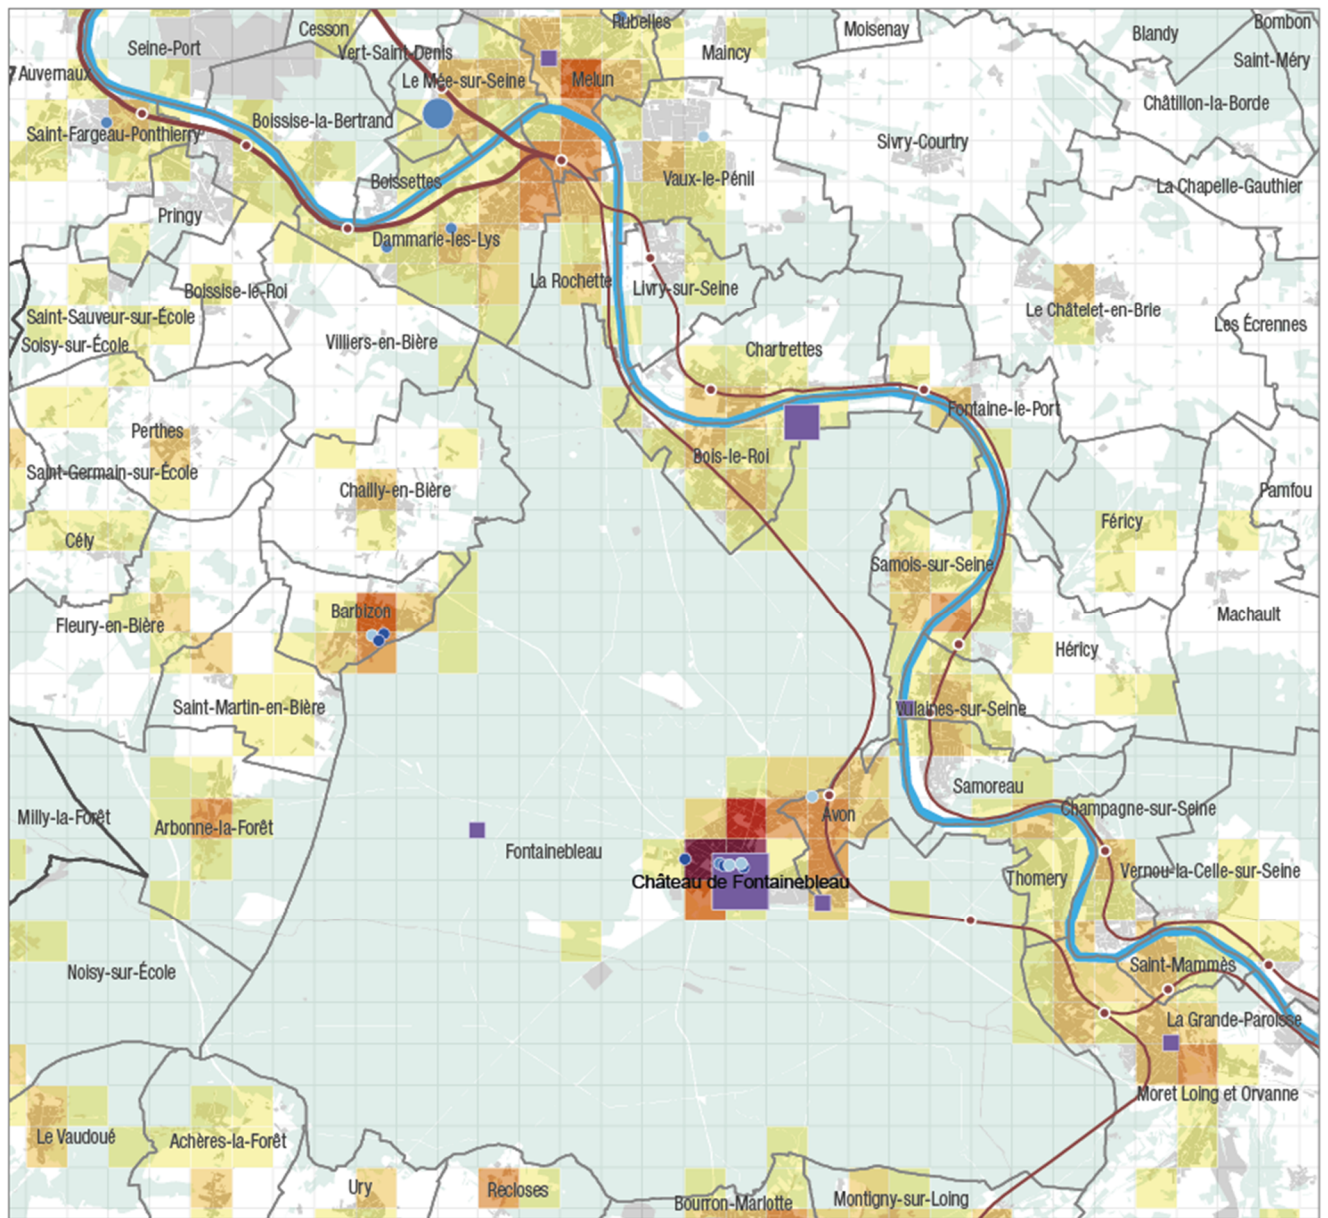 Rubelles
Bombon
Cesson
Moisenay
Blandy
Seine-Port
Vert-Saint-Denis
Maincy
Saint-Méry
Auvernaux
Le Mée-sur-Seine
Melun
Châtillon-la-Borde
Boissise-la-Bertrand
Saint-Fargeau-Ponthierry
Sivry-Courtry
Boissettes
Vaux-le-Pénil
La Chapelle-Gauthier
Pringy
Dammarie-les-Lys
La Rochette
Livry-sur-Seine
Boissise-le-Roi
Le Châtelet-en-Brie
Saint-Sauveur-sur-École
Les Écrennes
Soisy-sur-École
Villiers-en-Bière
Chartrettes
Fontaine-le-Port
Perthes
Bois-le-Roi
Saint-Germain-sur-École
Chailly-en-Bière
Pamfou
Féricy
Cély
Samois-sur-Seine
Barbizon
Machault
Fleury-en-Bière
Héricy
Saint-Martin-en-Bière
Vulaines-sur-Seine
Samoreau
Champagne-sur-Seine
Milly-la-Forêt
Arbonne-la-Forêt
Avon
Fontainebleau
Vernou-la-Celle-sur-Seine
Château de Fontainebleau
Thomery
Noisy-sur-École
Saint-Mammès
La Grande-Paroisse
Moret Loing et Orvanne
Le Vaudoué
Achères-la-Forêt
Ury
Recloses
Bourron-Marlotte
Montigny-sur-Loing